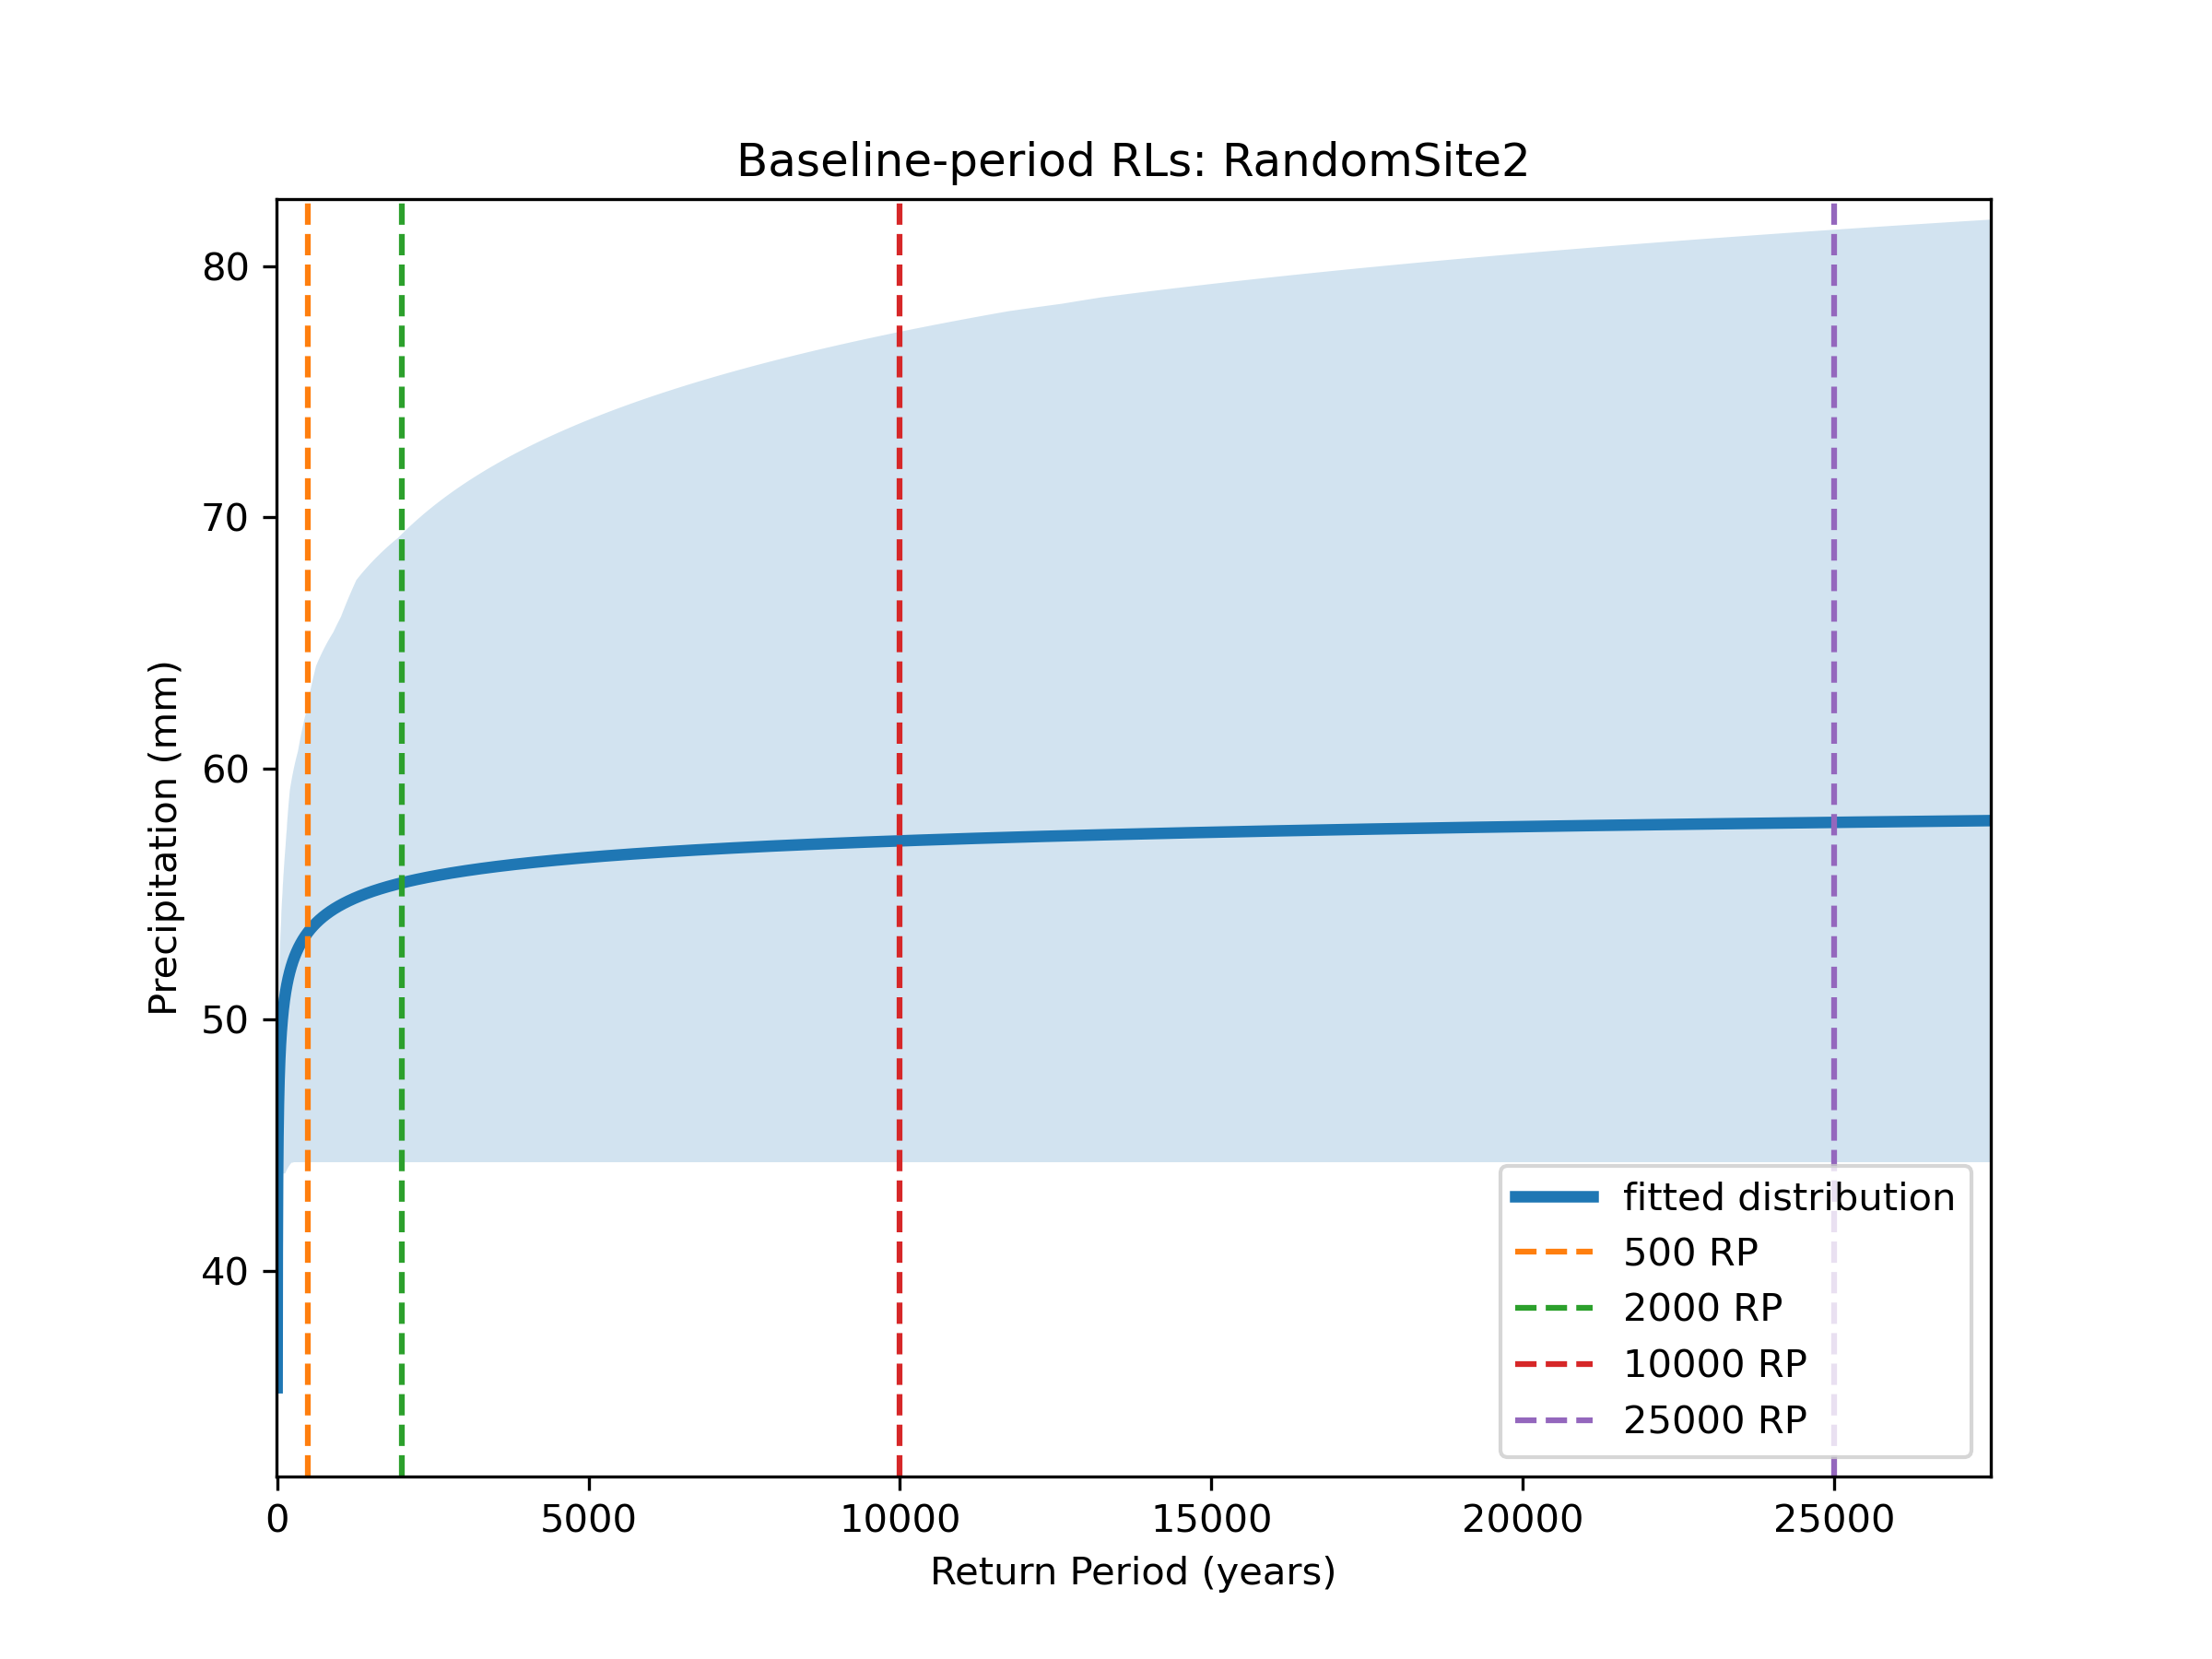 Baseline-period RLs: RandomSite2
80
70
60
50
40
Precipitation (mm)
fitted distribution
500 RP
2000 RP
10000 RP
25000 RP
0 5000 10000 15000 20000 25000
Return Period (years)